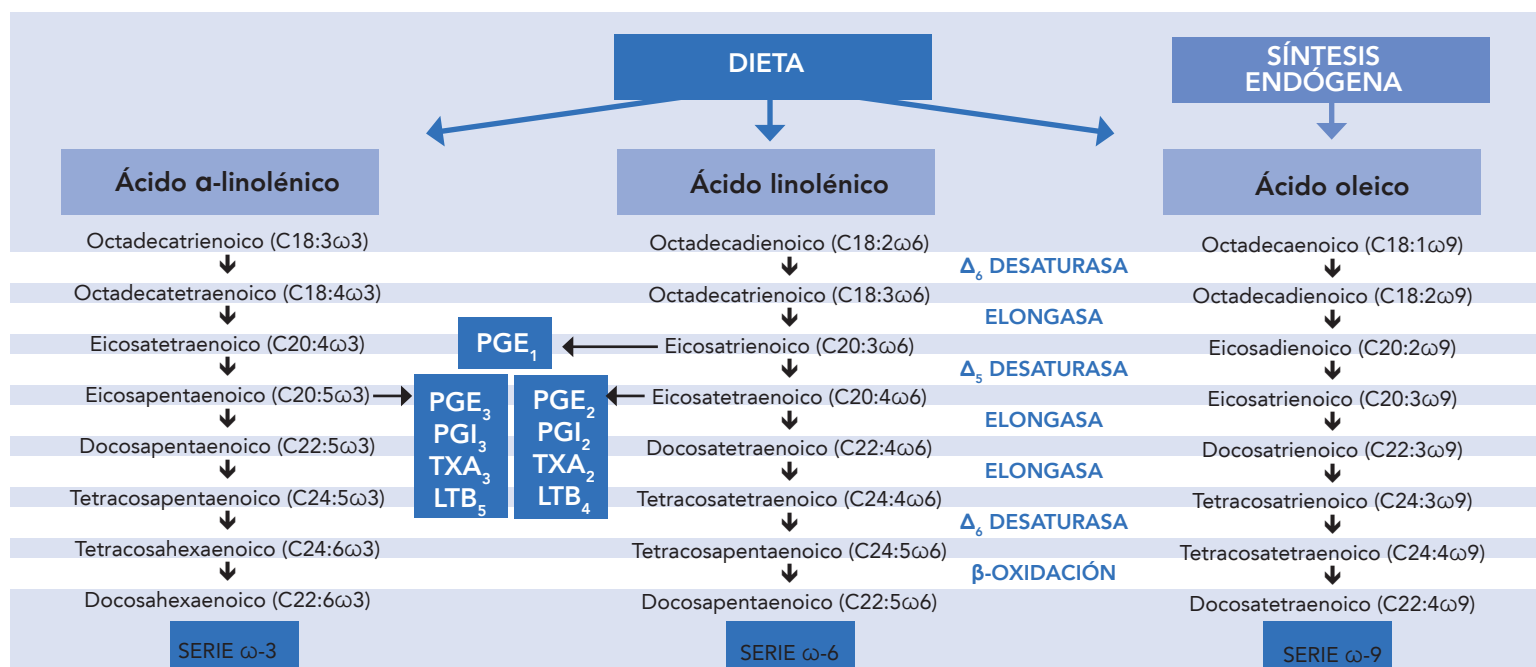 DIETA
SÍNTESIS
ENDÓGENA
Ácido α-linolénico
Ácido linolénico
Ácido oleico
Octadecatrienoico (C18:3ω3)
Octadecadienoico (C18:2ω6)
Octadecaenoico (C18:1ω9)
Δ₆ DESATURASA
Octadecatetraenoico (C18:4ω3)
Octadecatrienoico (C18:3ω6)
Octadecadienoico (C18:2ω9)
ELONGASA
Eicosatetraenoico (C20:4ω3)
PGE₁
Eicosatrienoico (C20:3ω6)
Eicosadienoico (C20:2ω9)
Δ₅ DESATURASA
Eicosapentaenoico (C20:5ω3)
PGE₃
PGI₃
TXA₃
LTB₅
PGE₂
PGI₂
TXA₂
LTB₄
Eicosatetraenoico (C20:4ω6)
Eicosatrienoico (C20:3ω9)
ELONGASA
Docosapentaenoico (C22:5ω3)
Docosatetraenoico (C22:4ω6)
Docosatrienoico (C22:3ω9)
ELONGASA
Tetracosapentaenoico (C24:5ω3)
Tetracosatetraenoico (C24:4ω6)
Tetracosatrienoico (C24:3ω9)
Δ₆ DESATURASA
Tetracosahexaenoico (C24:6ω3)
Tetracosapentaenoico (C24:5ω6)
Tetracosatetraenoico (C24:4ω9)
β-OXIDACIÓN
Docosahexaenoico (C22:6ω3)
Docosapentaenoico (C22:5ω6)
Docosatetraenoico (C22:4ω9)
SERIE ω-3
SERIE ω-6
SERIE ω-9